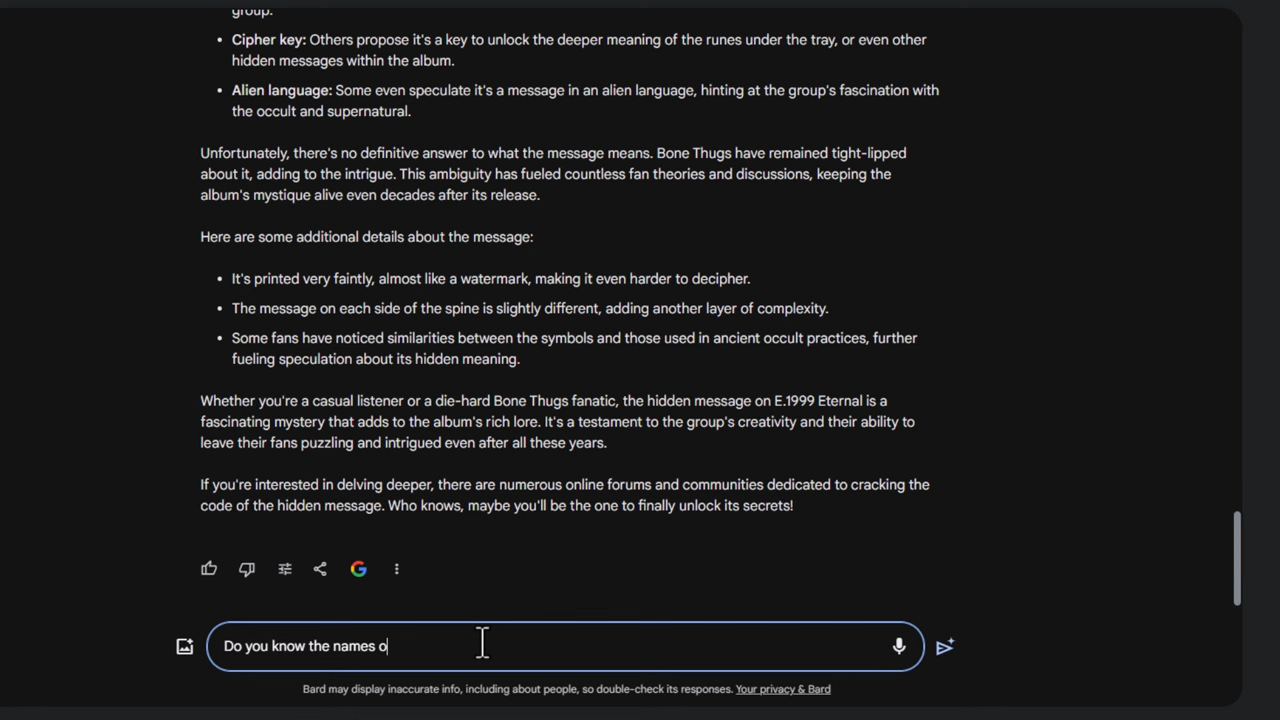 group.
• Cipher key: Others propose it's a key to unlock the deeper meaning of the runes under the tray, or even other
hidden messages within the album.
• Alien language: Some even speculate it's a message in an alien language, hinting at the group's fascination with
the occult and supernatural.
Unfortunately, there's no definitive answer to what the message means. Bone Thugs have remained tight-lipped
about it, adding to the intrigue. This ambiguity has fueled countless fan theories and discussions, keeping the
album's mystique alive even decades after its release.
Here are some additional details about the message:
• It's printed very faintly, almost like a watermark, making it even harder to decipher.
• The message on each side of the spine is slightly different, adding another layer of complexity.
• Some fans have noticed similarities between the symbols and those used in ancient occult practices, further
fueling speculation about its hidden meaning.
Whether you're a casual listener or a die-hard Bone Thugs fanatic, the hidden message on E.1999 Eternal is a
fascinating mystery that adds to the album's rich lore. It's a testament to the group's creativity and their ability to
leave their fans puzzling and intrigued even after all these years.
If you're interested in delving deeper, there are numerous online forums and communities dedicated to cracking the
code of the hidden message. Who knows, maybe you'll be the one to finally unlock its secrets!
Do you know the names o
Bard may display inaccurate info, including about people, so double-check its responses. Your privacy & Bard